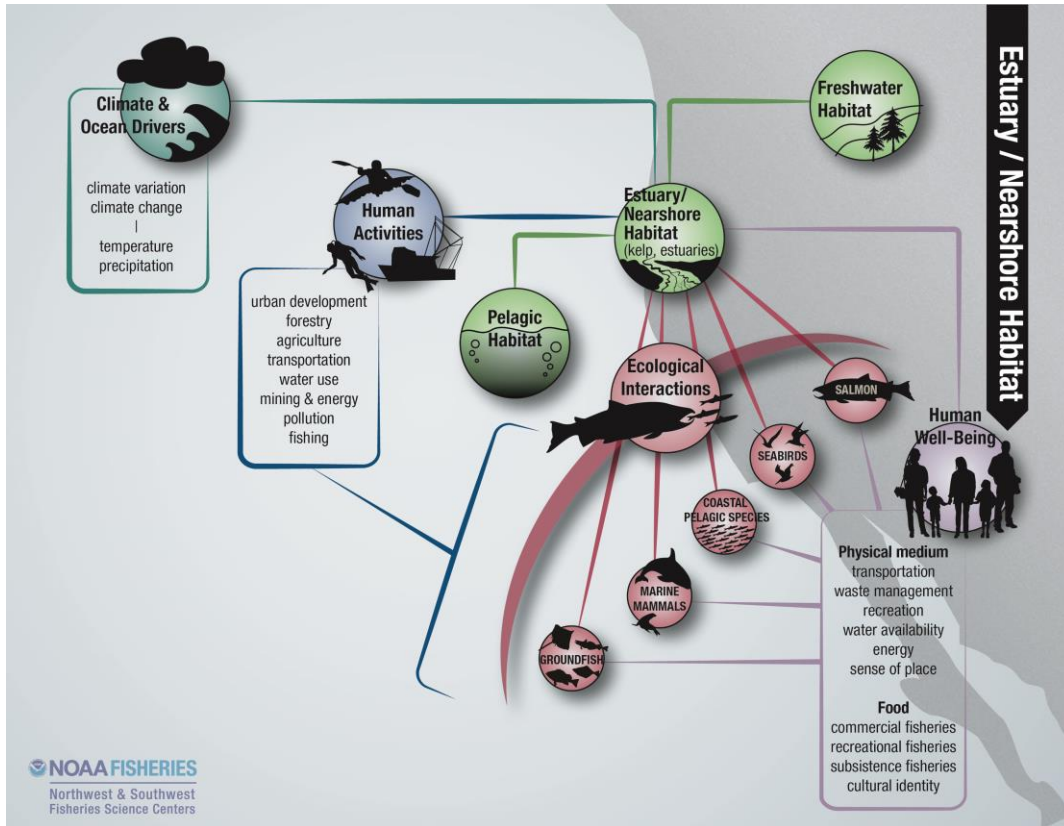 Estuary / Nearshore Habitat
Climate &
Ocean Drivers
climate variation
climate change
temperature
precipitation
Human
Activities
urban development
forestry
agriculture
transportation
water use
mining & energy
pollution
fishing
Freshwater
Habitat
Estuary/
Nearshore
Habitat
(kelp, estuaries)
Pelagic
Habitat
Ecological
Interactions
SALMON
SEABIRDS
COASTAL
PELAGIC SPECIES
MARINE
MAMMALS
GROUNDFISH
Human
Well-Being
Physical medium
transportation
waste management
recreation
water availability
energy
sense of place
Food
commercial fisheries
recreational fisheries
subsistence fisheries
cultural identity
NOAA FISHERIES
Northwest & Southwest
Fisheries Science Centers